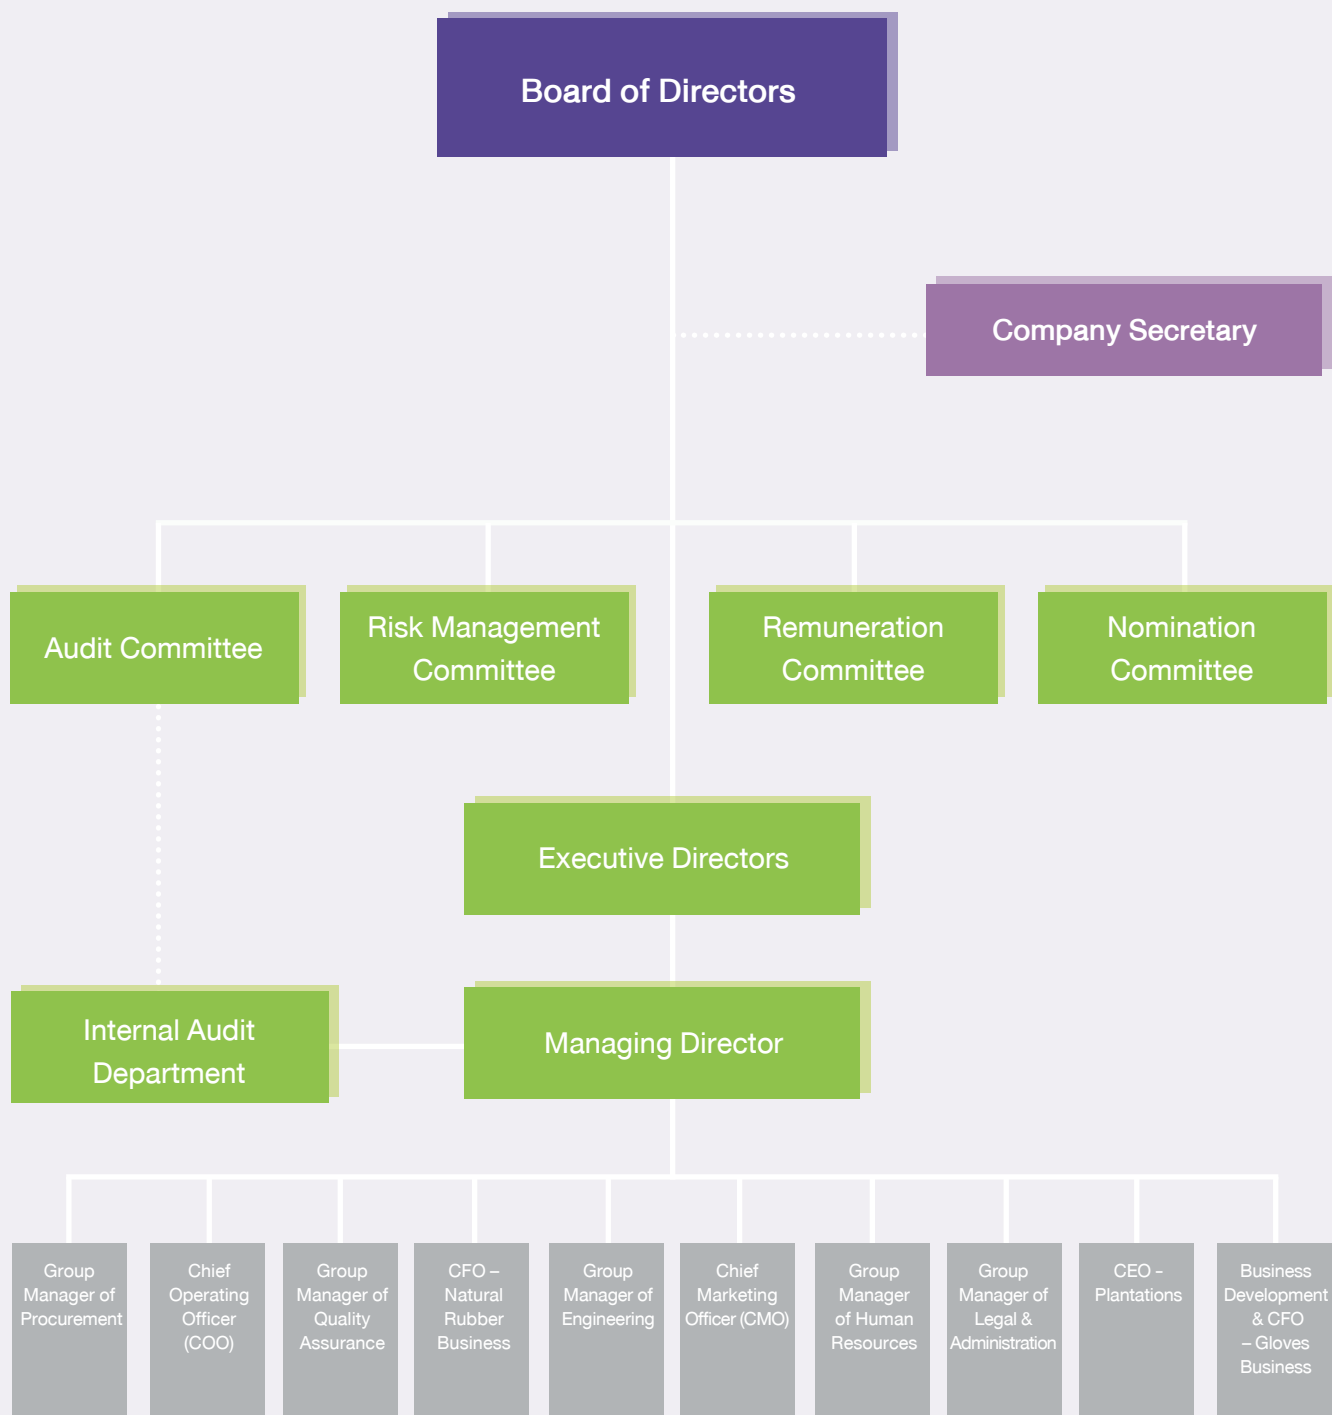 Board of Directors
Company Secretary
Audit Committee
Risk Management
Committee
Remuneration
Committee
Nomination
Committee
Executive Directors
Internal Audit
Department
Managing Director
Group
Manager of
Procurement
Chief
Operating
Officer
(COO)
Group
Manager of
Quality
Assurance
CFO –
Natural
Rubber
Business
Group
Manager of
Engineering
Chief
Marketing
Officer (CMO)
Group
Manager
of Human
Resources
Group
Manager of
Legal &
Administration
CEO -
Plantations
Business
Development
& CFO
– Gloves
Business